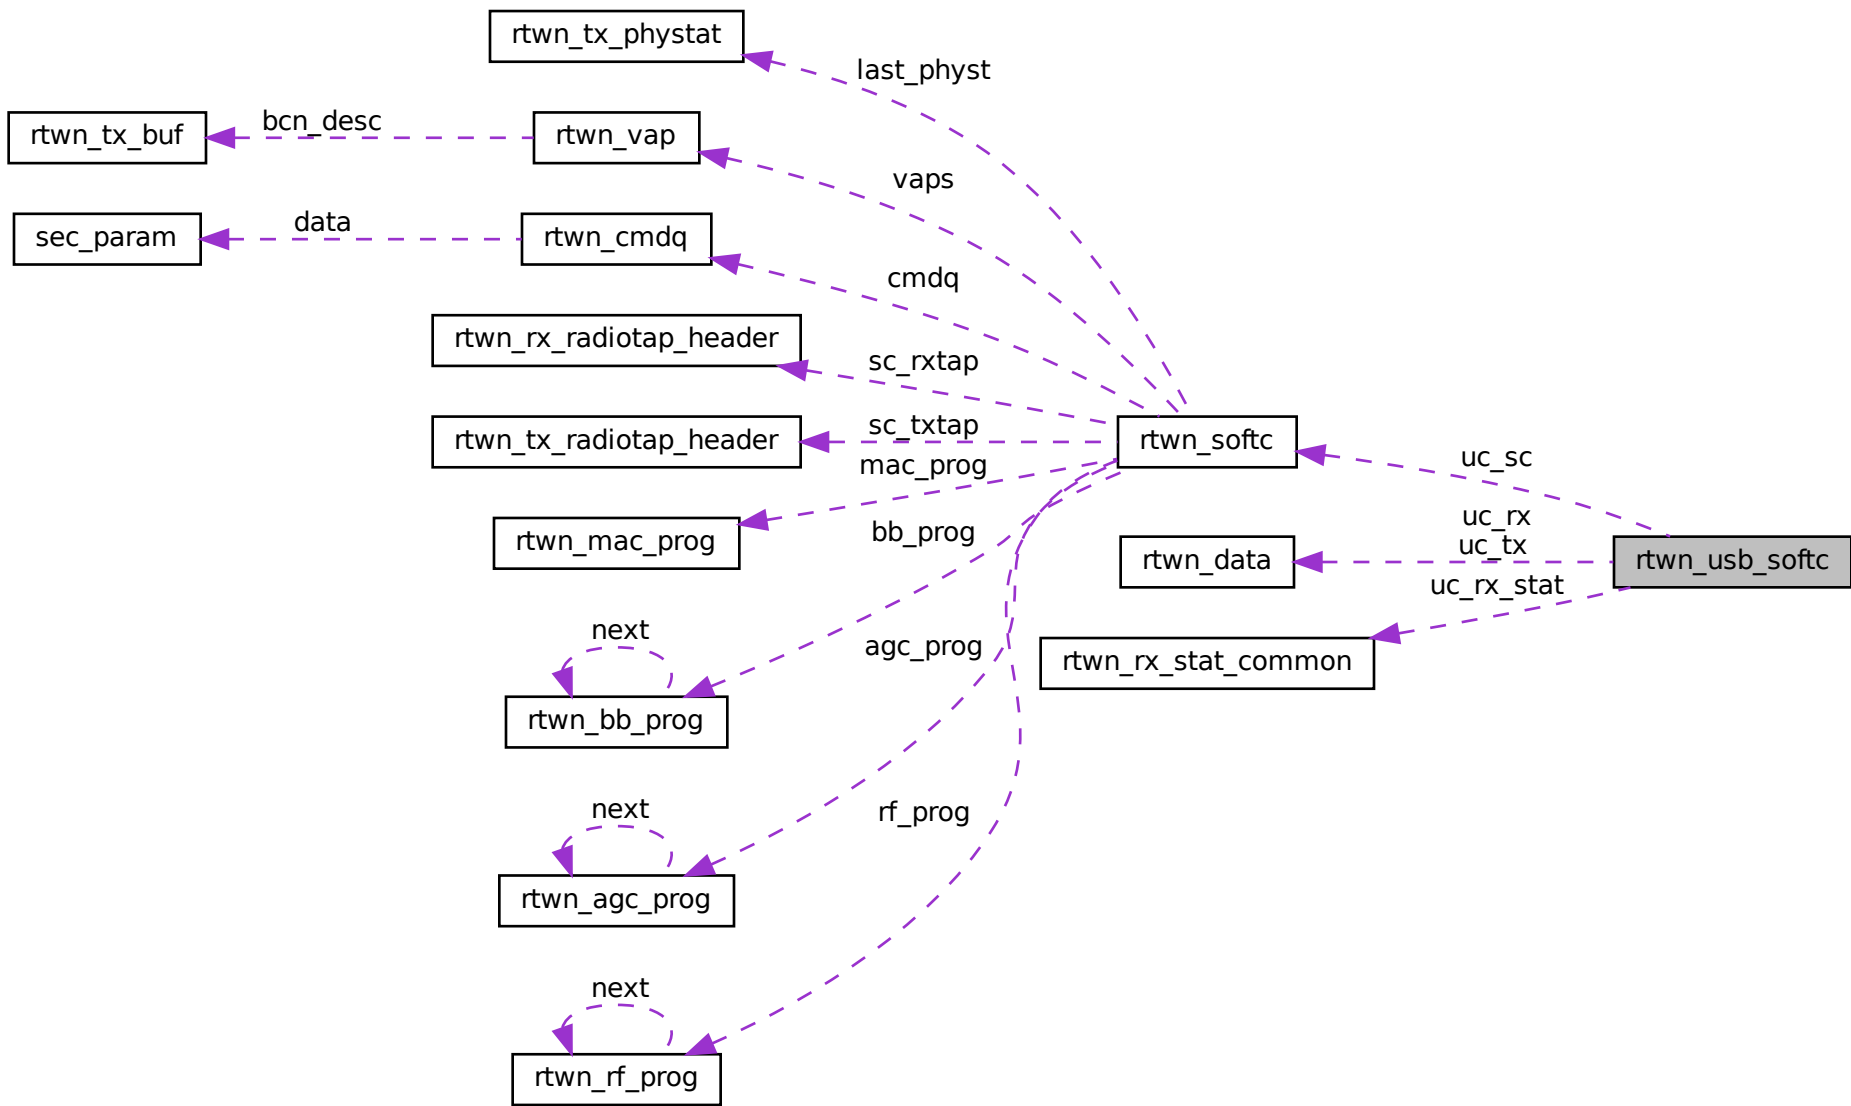 rtwn_tx_phystat
last_physt
rtwn_tx_buf
bcn_desc
rtwn_vap
vaps
sec_param
data
rtwn_cmdq
cmdq
rtwn_rx_radiotap_header
sc_rxtap
rtwn_tx_radiotap_header
sc_txtap
rtwn_softc
uc_sc
mac_prog
rtwn_mac_prog
bb_prog
uc_rx
uc_tx
rtwn_data
rtwn_usb_softc
uc_rx_stat
rtwn_rx_stat_common
next
agc_prog
rtwn_bb_prog
next
rf_prog
rtwn_agc_prog
next
rtwn_rf_prog